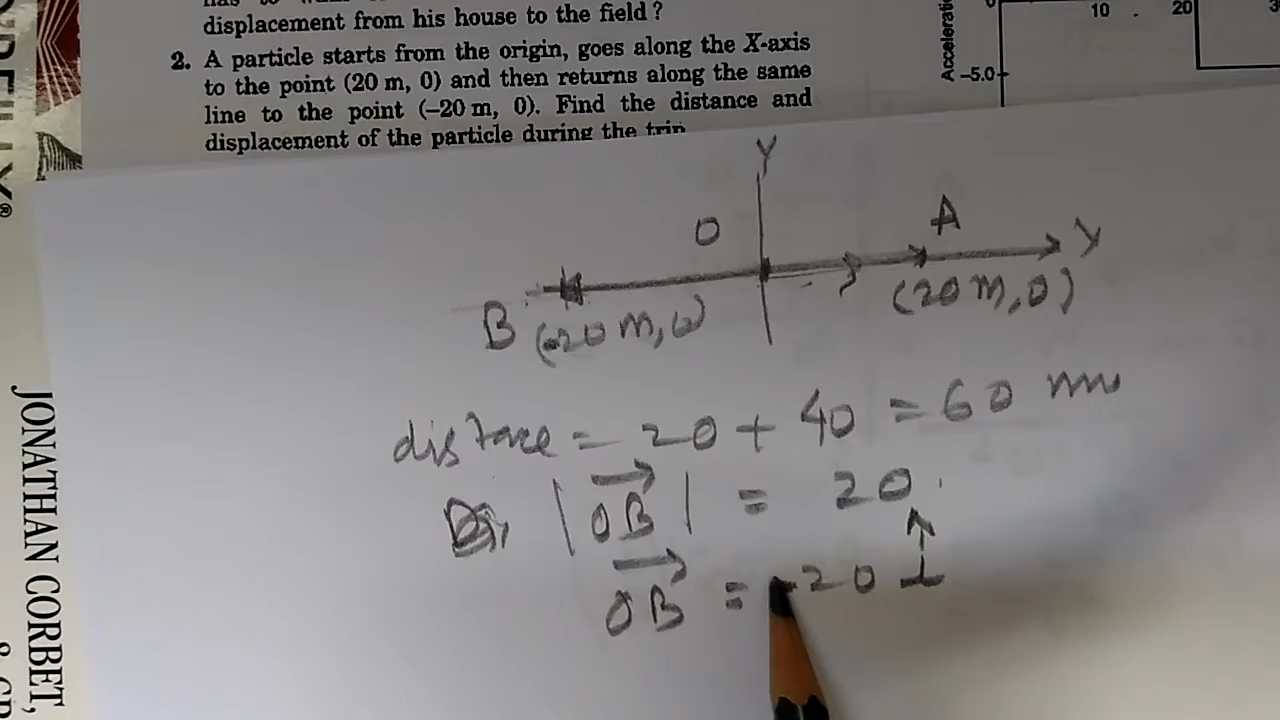 displacement from his house to the field ?
2. A particle starts from the origin, goes along the X-axis
to the point (20 m, 0) and then returns along the same
line to the point (–20 m, 0). Find the distance and
displacement of the particle during the trip
Acceleratio
0
10
20
–5.0
Y
O
A
Y
(20 m, 0)
B (-20 m, 0)
distance = 20 + 40 = 60 m
|OB| = 20
OB = -20 i
JONATHAN CORBET,